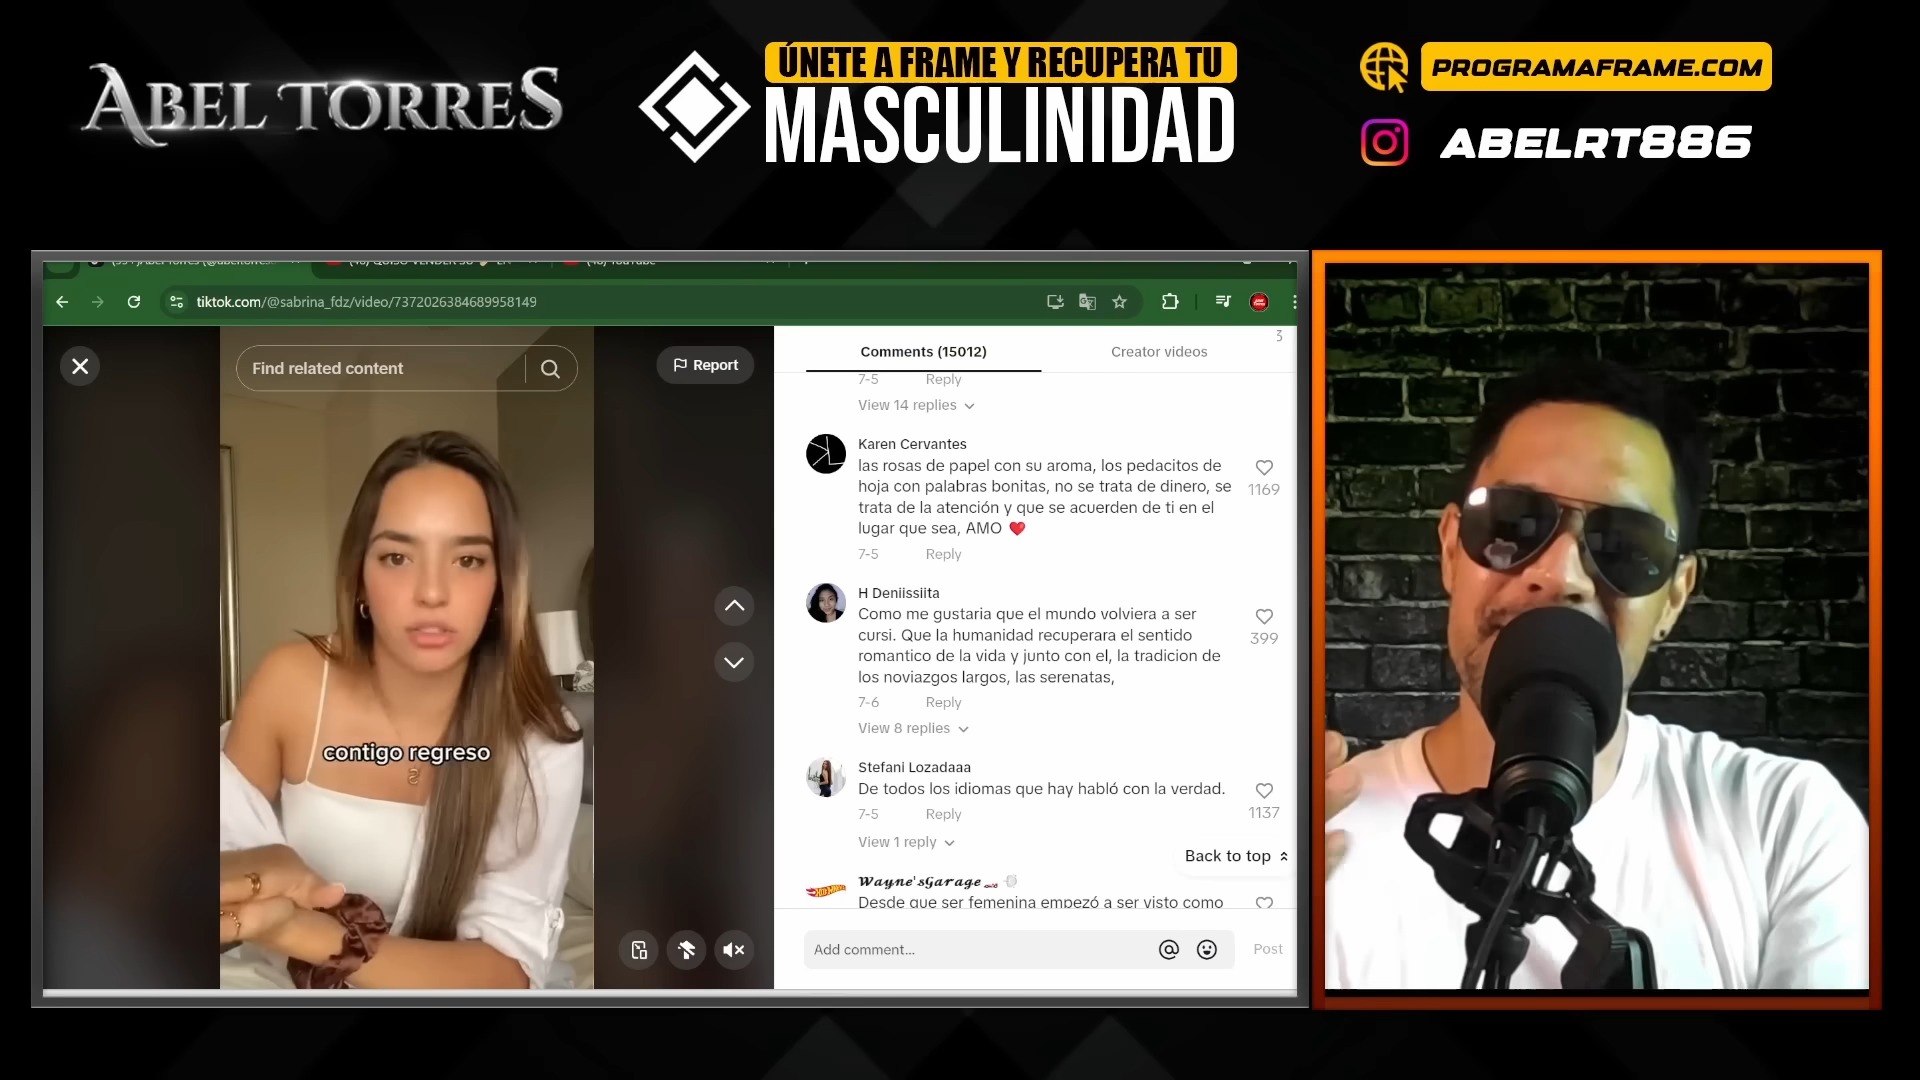 ABEL TORRES
ÚNETE A FRAME Y RECUPERA TU
MASCULINIDAD
PROGRAMAFRAME.COM
ABELRT886
tiktok.com/@sabrina_fdz/video/7372026384689958149
Find related content
Report
contigo regreso
3
Comments (15012)
Creator videos
7-5 Reply
View 14 replies
Karen Cervantes
las rosas de papel con su aroma, los pedacitos de
hoja con palabras bonitas, no se trata de dinero, se
trata de la atención y que se acuerden de ti en el
lugar que sea, AMO ❤️
1169
7-5 Reply
H Deniissiita
Como me gustaria que el mundo volviera a ser
cursi. Que la humanidad recuperara el sentido
romantico de la vida y junto con el, la tradicion de
los noviazgos largos, las serenatas,
399
7-6 Reply
View 8 replies
Stefani Lozadaaa
De todos los idiomas que hay habló con la verdad.
1137
7-5 Reply
View 1 reply
Back to top
Wayne'sGarage
Desde que ser femenina empezó a ser visto como
Add comment...
Post